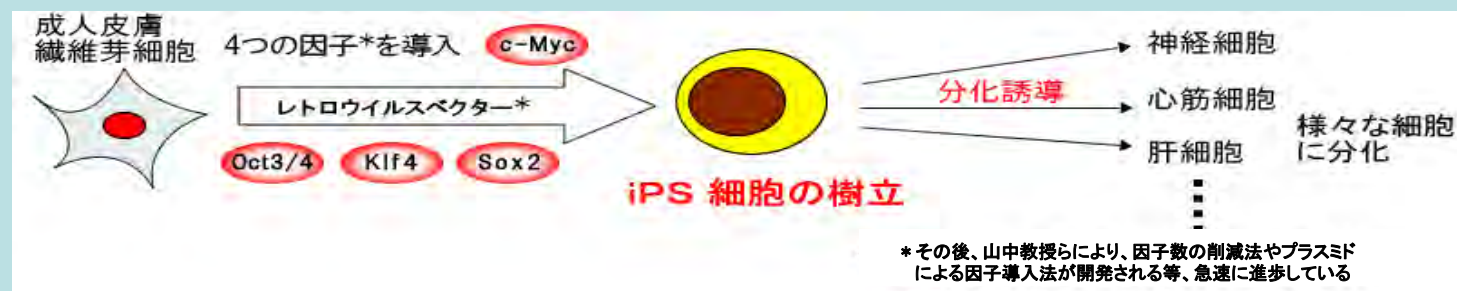 成人皮膚
繊維芽細胞
4つの因子*を導入
c-Myc
レトロウイルスベクター*
Oct3/4
Klf4
Sox2
iPS 細胞の樹立
分化誘導
神経細胞
心筋細胞
肝細胞
様々な細胞
に分化
*その後、山中教授らにより、因子数の削減法やプラスミド
による因子導入法が開発される等、急速に進歩している